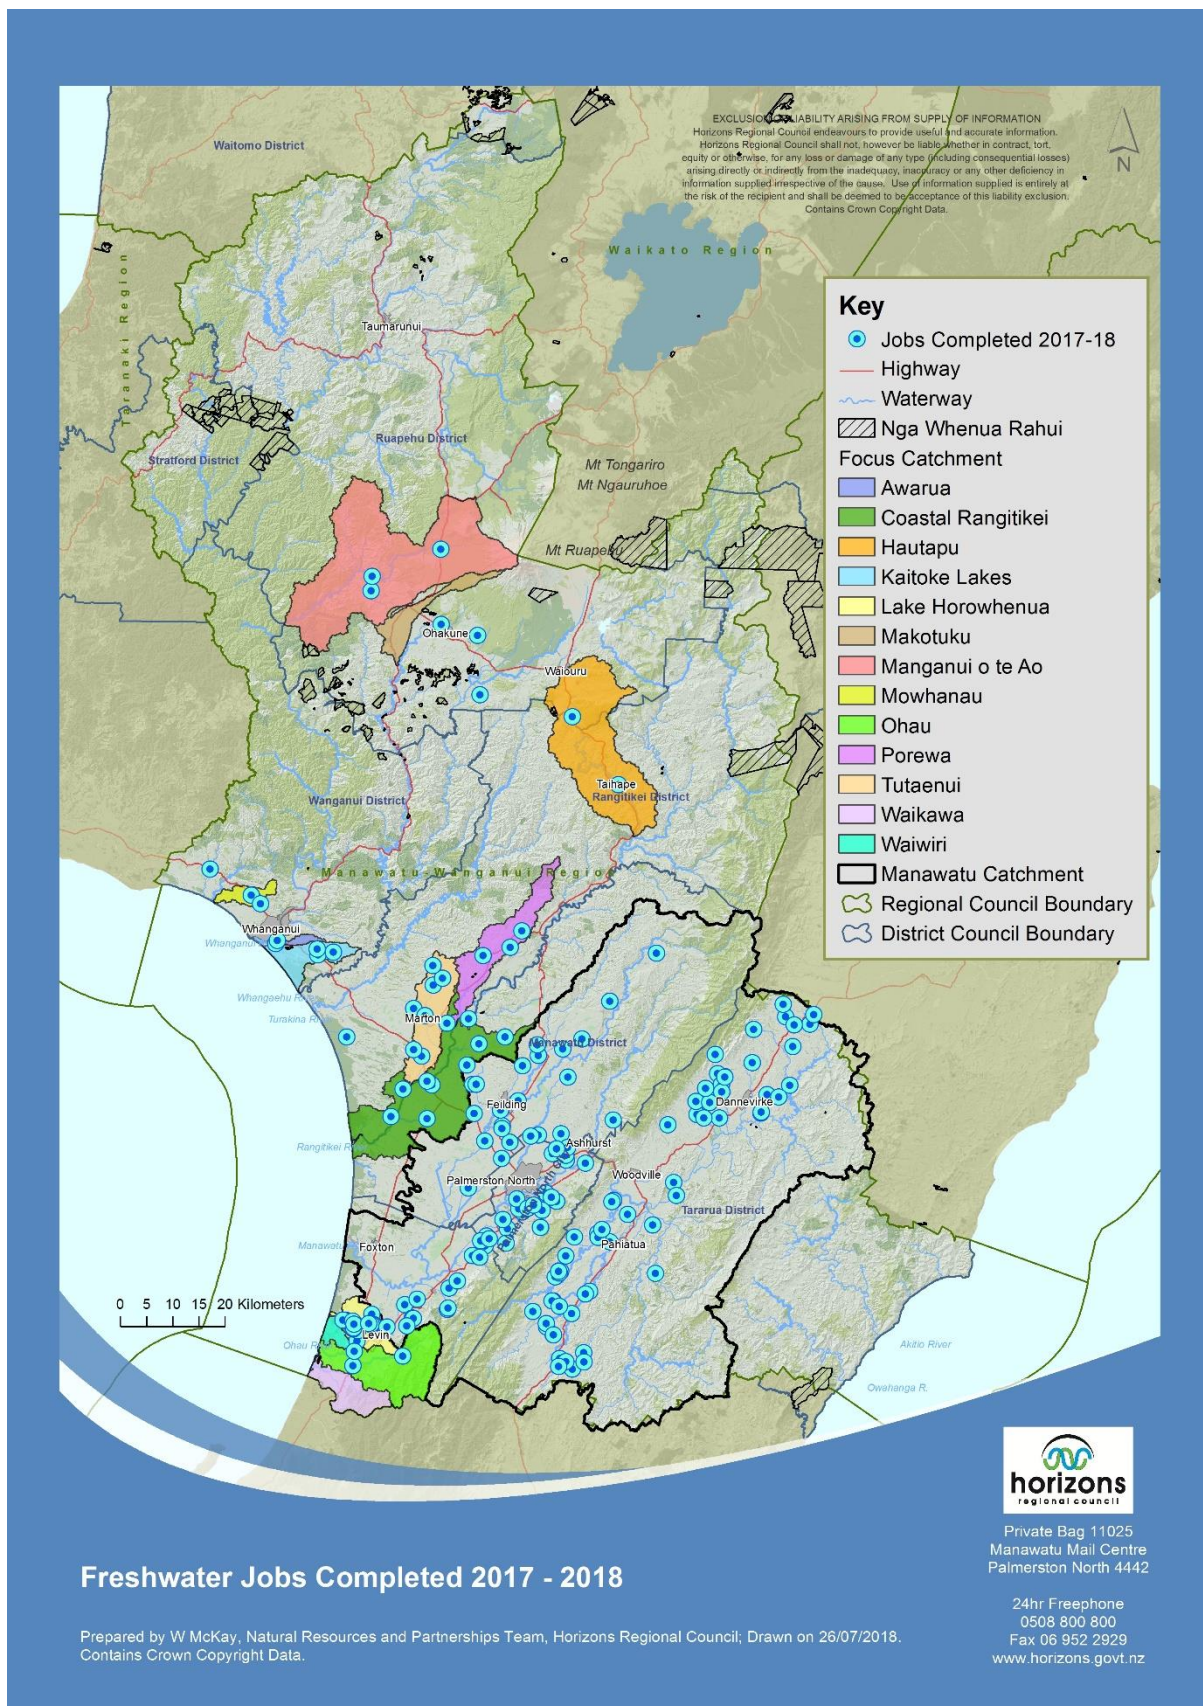 EXCLUSION OF LIABILITY ARISING FROM SUPPLY OF INFORMATION
Horizons Regional Council endeavours to provide useful and accurate information.
Horizons Regional Council shall not, however be liable whether in contract, tort,
equity or otherwise, for any loss or damage of any type (including consequential losses)
arising directly or indirectly from the inadequacy, inaccuracy or any other deficiency in
information supplied irrespective of the cause. Use of information supplied is entirely at
the risk of the recipient and shall be deemed to be acceptance of this liability exclusion.
Contains Crown Copyright Data.
N
Waitomo District
Waikato Region
Taranaki Region
Taumarunui
Ruapehu District
Stratford District
Mt Tongariro
Mt Ngauruhoe
Mt Ruapehu
Ohakune
Waiouru
Taihape
Rangitikei District
Wanganui District
Manawatu-Wanganui Region
Whanganui
Whanganui R
Whangaehu R
Turakina R
Marton
Manawatu District
Dannevirke
Feilding
Ashhurst
Rangitikei R
Woodville
Palmerston North
Palmerston North City
Tararua District
Manawatu
Foxton
Pahiatua
0 5 10 15 20 Kilometers
Levin
Ohau R
Akitio River
Owahanga R.
Key
Jobs Completed 2017-18
Highway
Waterway
Nga Whenua Rahui
Focus Catchment
Awarua
Coastal Rangitikei
Hautapu
Kaitoke Lakes
Lake Horowhenua
Makotuku
Manganui o te Ao
Mowhanau
Ohau
Porewa
Tutaenui
Waikawa
Waiwiri
Manawatu Catchment
Regional Council Boundary
District Council Boundary
horizons
regional council
Private Bag 11025
Manawatu Mail Centre
Palmerston North 4442
24hr Freephone
0508 800 800
Fax 06 952 2929
www.horizons.govt.nz
Freshwater Jobs Completed 2017 - 2018
Prepared by W McKay, Natural Resources and Partnerships Team, Horizons Regional Council; Drawn on 26/07/2018.
Contains Crown Copyright Data.